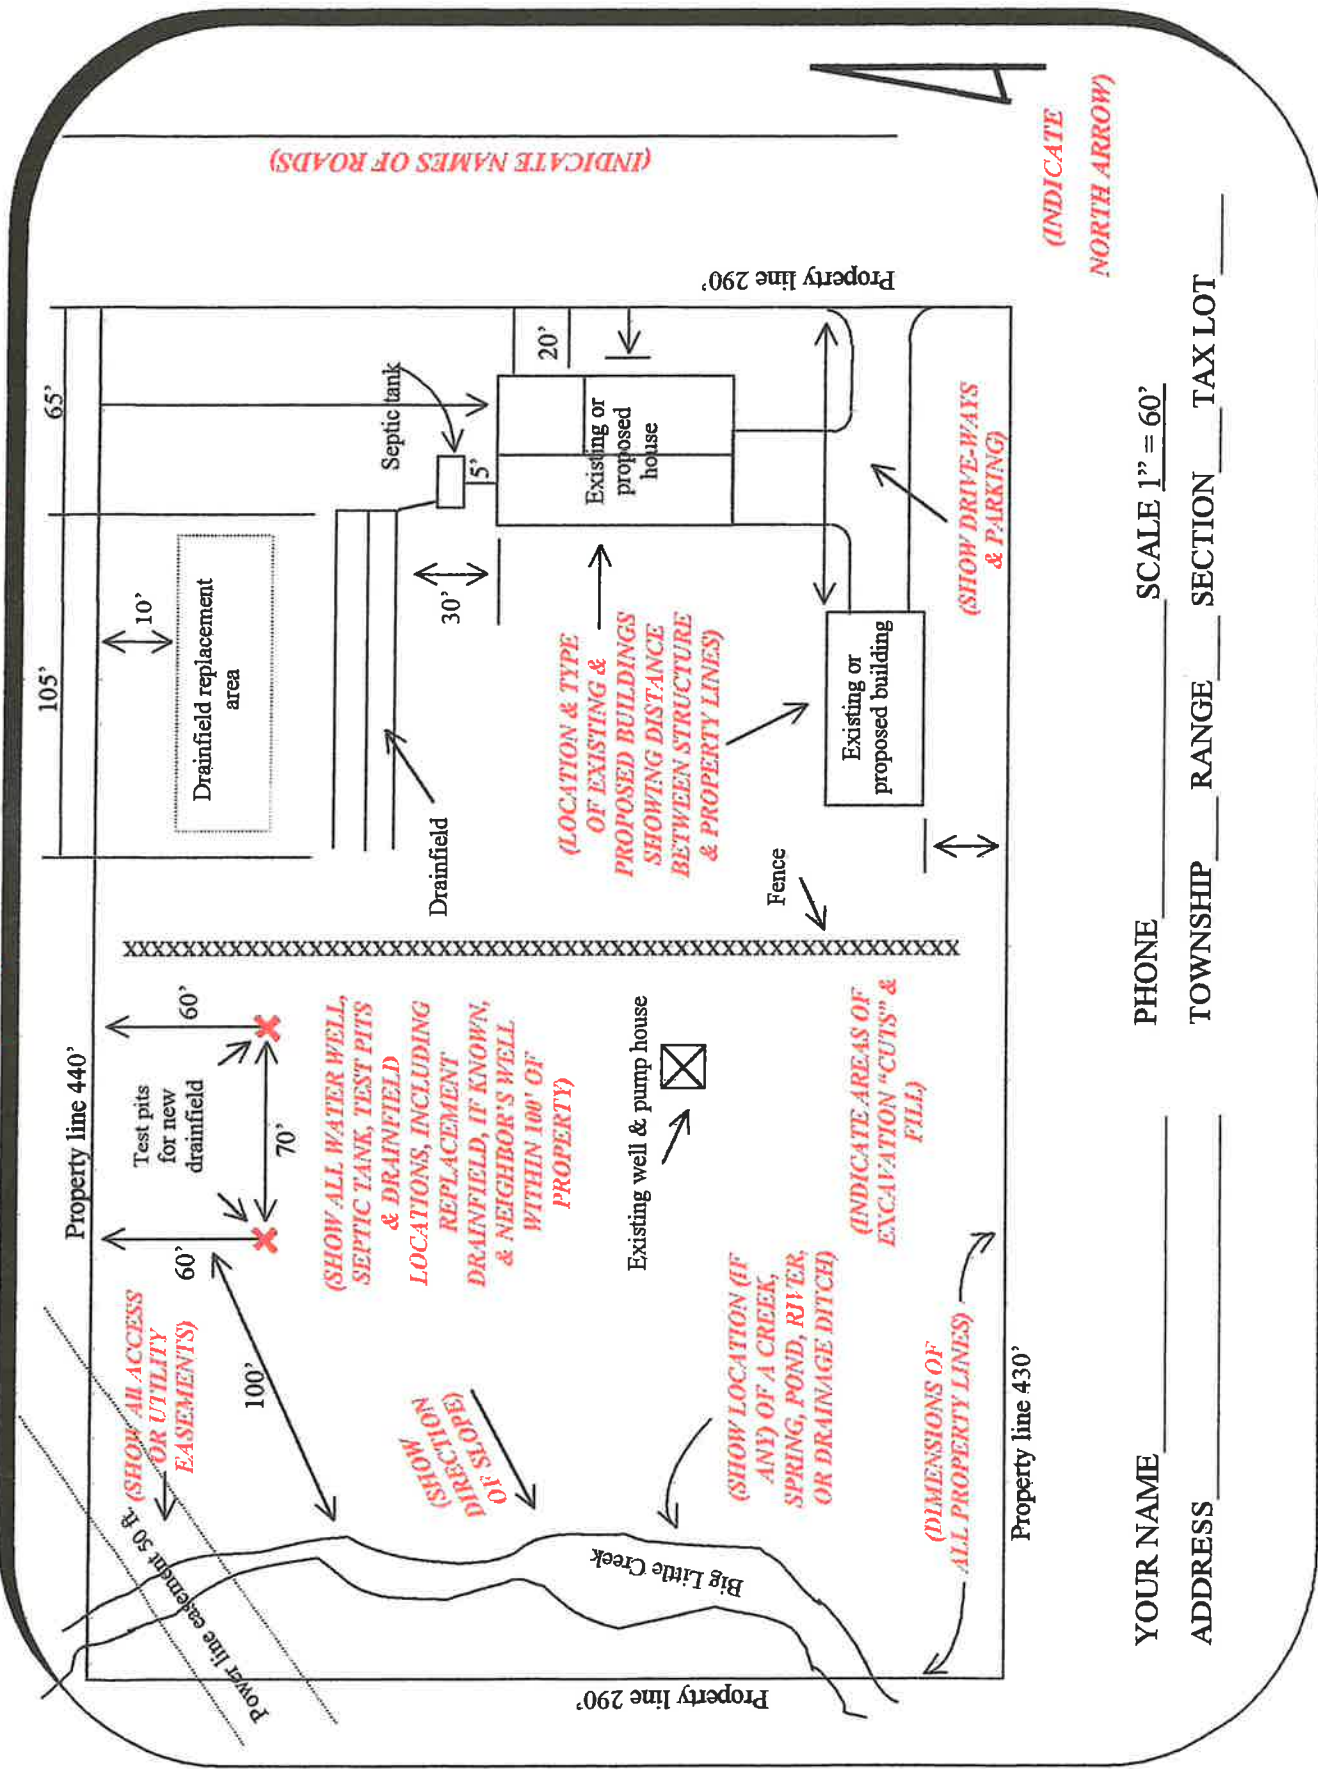 65’
105’
10’
Drainfield replacement
area
Septic tank
5’
30’
20’
Existing or
proposed
house
Property line 290’
(INDICATE NAMES OF ROADS)
(INDICATE
NORTH ARROW)
Drainfield
(LOCATION & TYPE
OF EXISTING &
PROPOSED BUILDINGS
SHOWING DISTANCE
BETWEEN STRUCTURE
& PROPERTY LINES)
Existing or
proposed building
(SHOW DRIVE-WAYS
& PARKING)
Fence
XXXXXXXXXXXXXXXXXXXXXXXXXXXXXXXXXXXXXXXXXXXXXXXXXXXXXXXXXXXXXXXX
Property line 440’
60’
Test pits
for new
drainfield
70’
60’
X
X
(SHOW ALL WATER WELL,
SEPTIC TANK, TEST PITS
& DRAINFIELD
LOCATIONS, INCLUDING
REPLACEMENT
DRAINFIELD, IF KNOWN,
& NEIGHBOR'S WELL
WITHIN 100' OF
PROPERTY)
Existing well & pump house
(INDICATE AREAS OF
EXCAVATION “CUTS” &
FILL)
(SHOW All ACCESS
OR UTILITY
EASEMENTS)
Power line easement 50 ft.
100’
(SHOW
DIRECTION
OF SLOPE)
Big Little Creek
(SHOW LOCATION (IF
ANY) OF A CREEK,
SPRING, POND, RIVER,
OR DRAINAGE DITCH)
(DIMENSIONS OF
ALL PROPERTY LINES)
Property line 290’
Property line 430’
YOUR NAME PHONE SCALE 1” = 60’
ADDRESS TOWNSHIP RANGE SECTION TAX LOT